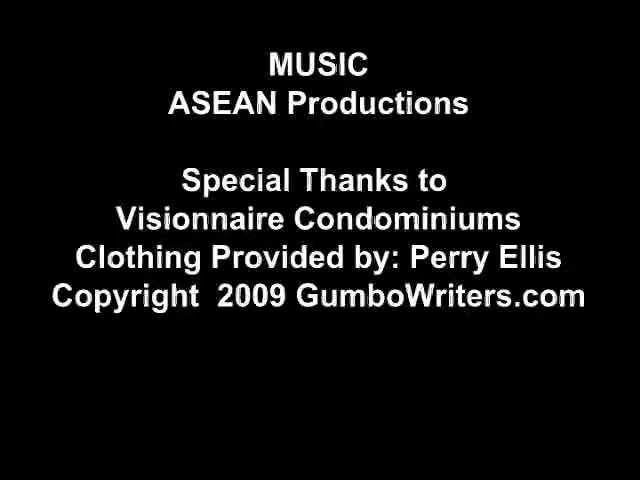 MUSIC
ASEAN Productions
Special Thanks to
Visionnaire Condominiums
Clothing Provided by: Perry Ellis
Copyright  2009 GumboWriters.com